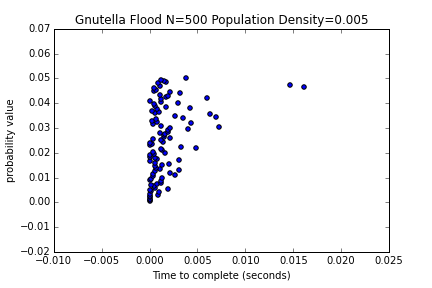 Gnutella Flood N=500 Population Density=0.005
probability value
0.07
0.06
0.05
0.04
0.03
0.02
0.01
0.00
−0.01
−0.02
−0.010 −0.005 0.000 0.005 0.010 0.015 0.020 0.025
Time to complete (seconds)